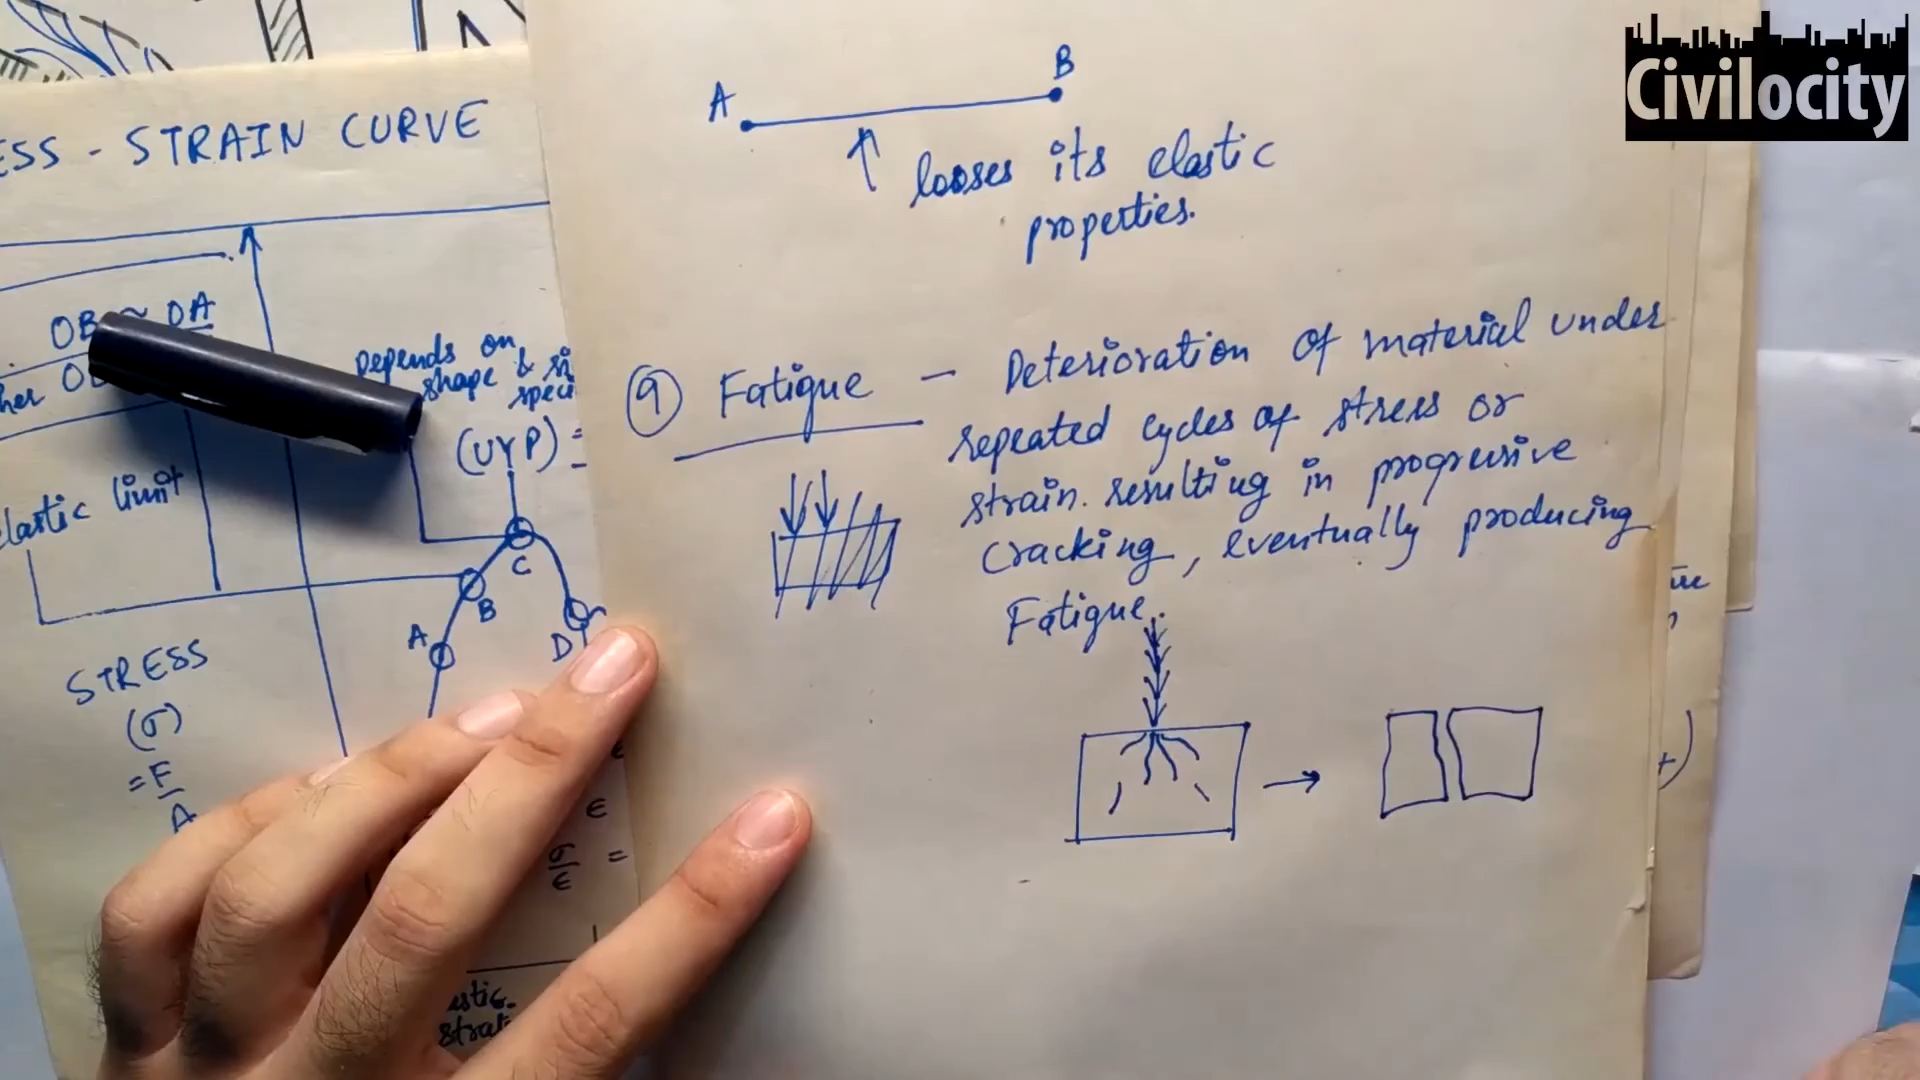 Civilocity
ESS - STRAIN CURVE
OB ≈ OA
her
Depends on
shape &
(UYP) =
elastic limit
C
B
A
D
STRESS
(σ)
= F
A
ε
σ
ε
=
A
B
looses its elastic
properties.
9 Fatigue - Deterioration of material under
repeated cycles of stress or
strain. resulting in progressive
cracking, eventually producing
Fatigue.